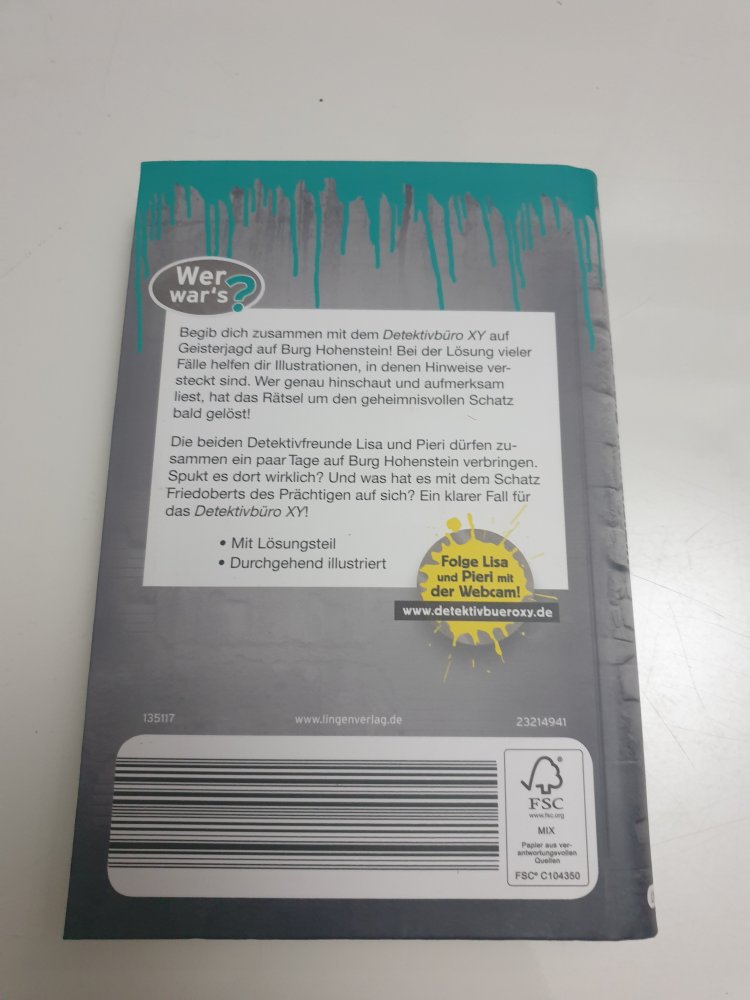 Wer
war's?
Begib dich zusammen mit dem Detektivbüro XY auf
Geisterjagd auf Burg Hohenstein! Bei der Lösung vieler
Fälle helfen dir Illustrationen, in denen Hinweise ver-
steckt sind. Wer genau hinschaut und aufmerksam
liest, hat das Rätsel um den geheimnisvollen Schatz
bald gelöst!
Die beiden Detektivfreunde Lisa und Pieri dürfen zu-
sammen ein paar Tage auf Burg Hohenstein verbringen.
Spukt es dort wirklich? Und was hat es mit dem Schatz
Friedoberts des Prächtigen auf sich? Ein klarer Fall für
das Detektivbüro XY!
• Mit Lösungsteil
• Durchgehend illustriert
Folge Lisa
und Pieri mit
der Webcam!
www.detektivbueroxy.de
135117 www.lingenverlag.de 23214941
FSC
www.fsc.org
MIX
Papier aus ver-
antwortungsvollen
Quellen
FSC® C104350